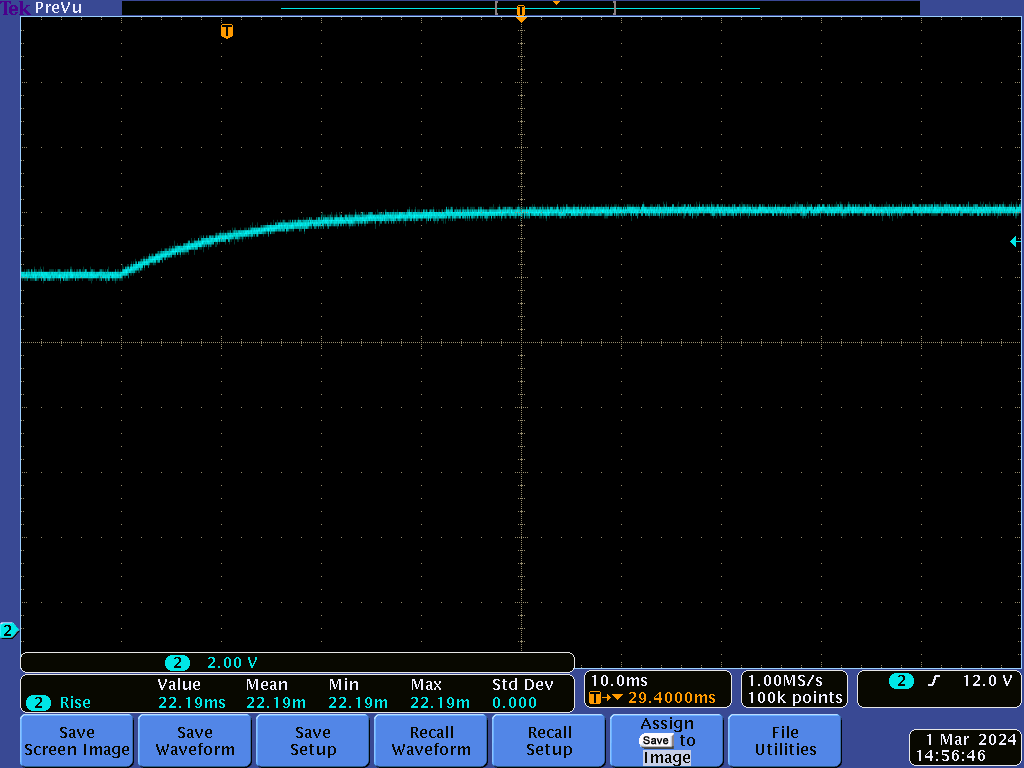 Tek PreVu
T
T
2
2 2.00 V
Value Mean Min Max Std Dev
2 Rise 22.19ms 22.19m 22.19m 22.19m 0.000
10.0ms
T→▼ 29.4000ms
1.00MS/s
100k points
2 12.0 V
Save
Screen Image
Save
Waveform
Save
Setup
Recall
Waveform
Recall
Setup
Assign
Save to
Image
File
Utilities
1 Mar 2024
14:56:46